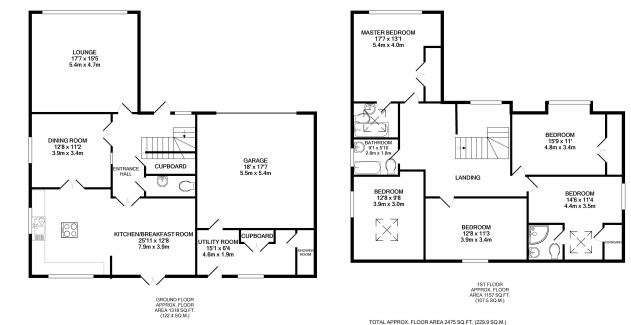 LOUNGE
17'7 x 15'5
5.4m x 4.7m
DINING ROOM
12'8 x 11'2
3.9m x 3.4m
ENTRANCE
HALL
CUPBOARD
GARAGE
18' x 17'7
5.5m x 5.4m
KITCHEN/BREAKFAST ROOM
25'11 x 12'8
7.9m x 3.9m
UTILITY ROOM
15'1 x 6'4
4.6m x 1.9m
CUPBOARD
SHOWER
ROOM
GROUND FLOOR
APPROX. FLOOR
AREA 1318 SQ.FT.
(122.4 SQ.M.)
MASTER BEDROOM
17'7 x 13'1
5.4m x 4.0m
BATHROOM
9'1 x 5'10
2.8m x 1.8m
BEDROOM
15'9 x 11'
4.8m x 3.4m
LANDING
BEDROOM
12'8 x 9'8
3.9m x 3.0m
BEDROOM
14'6 x 11'4
4.4m x 3.5m
BEDROOM
12'8 x 11'3
3.9m x 3.4m
CUPBOARD
1ST FLOOR
APPROX. FLOOR
AREA 1157 SQ.FT.
(107.5 SQ.M.)
TOTAL APPROX. FLOOR AREA 2475 SQ.FT. (229.9 SQ.M.)